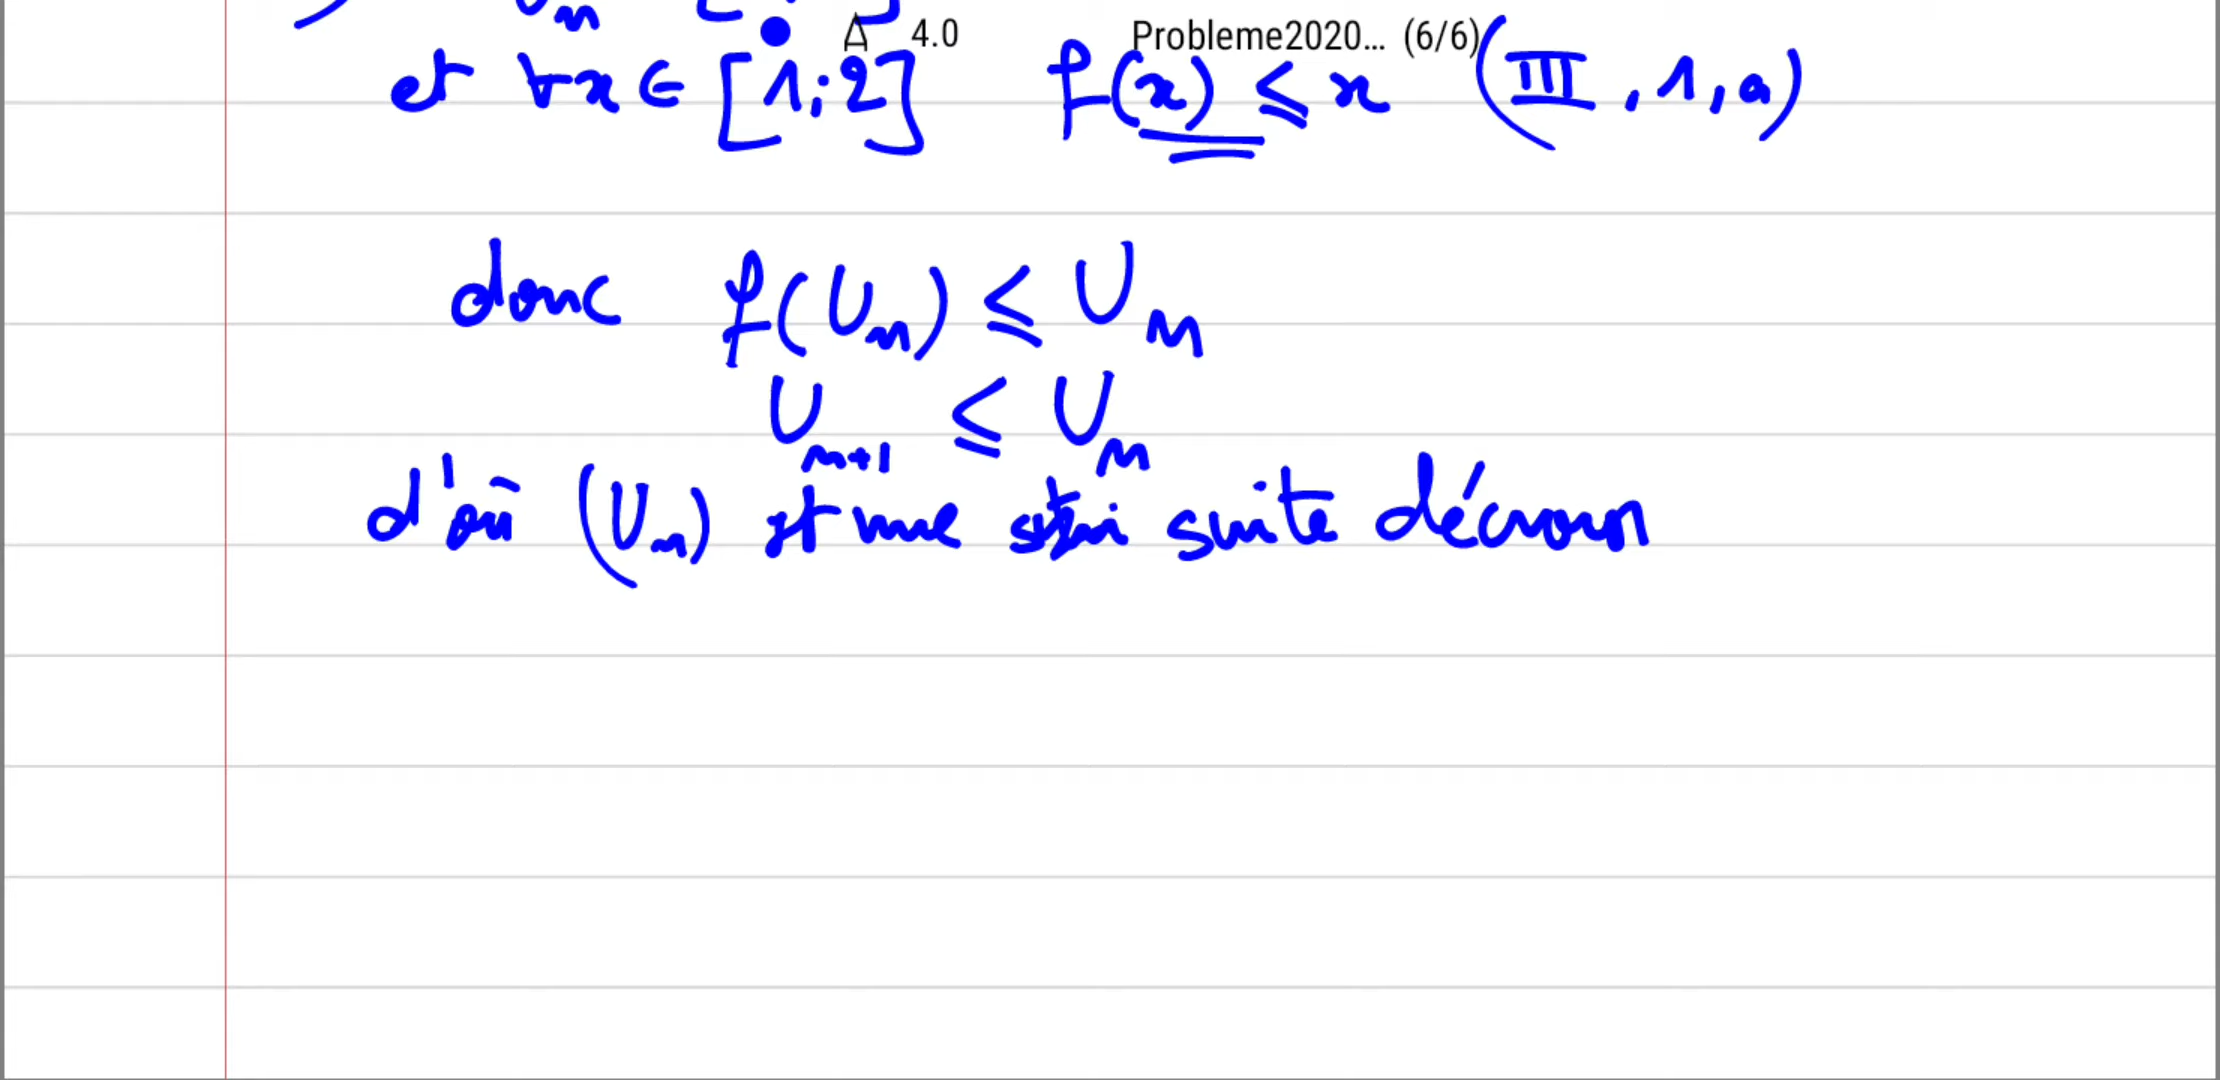 4.0 Probleme2020... (6/6)
et ∀x ∈ [1;2] f(x) ≤ x (III, 1, a)
donc f(Un) ≤ Un
Un+1 ≤ Un
d'où (Un) est une suite décrois